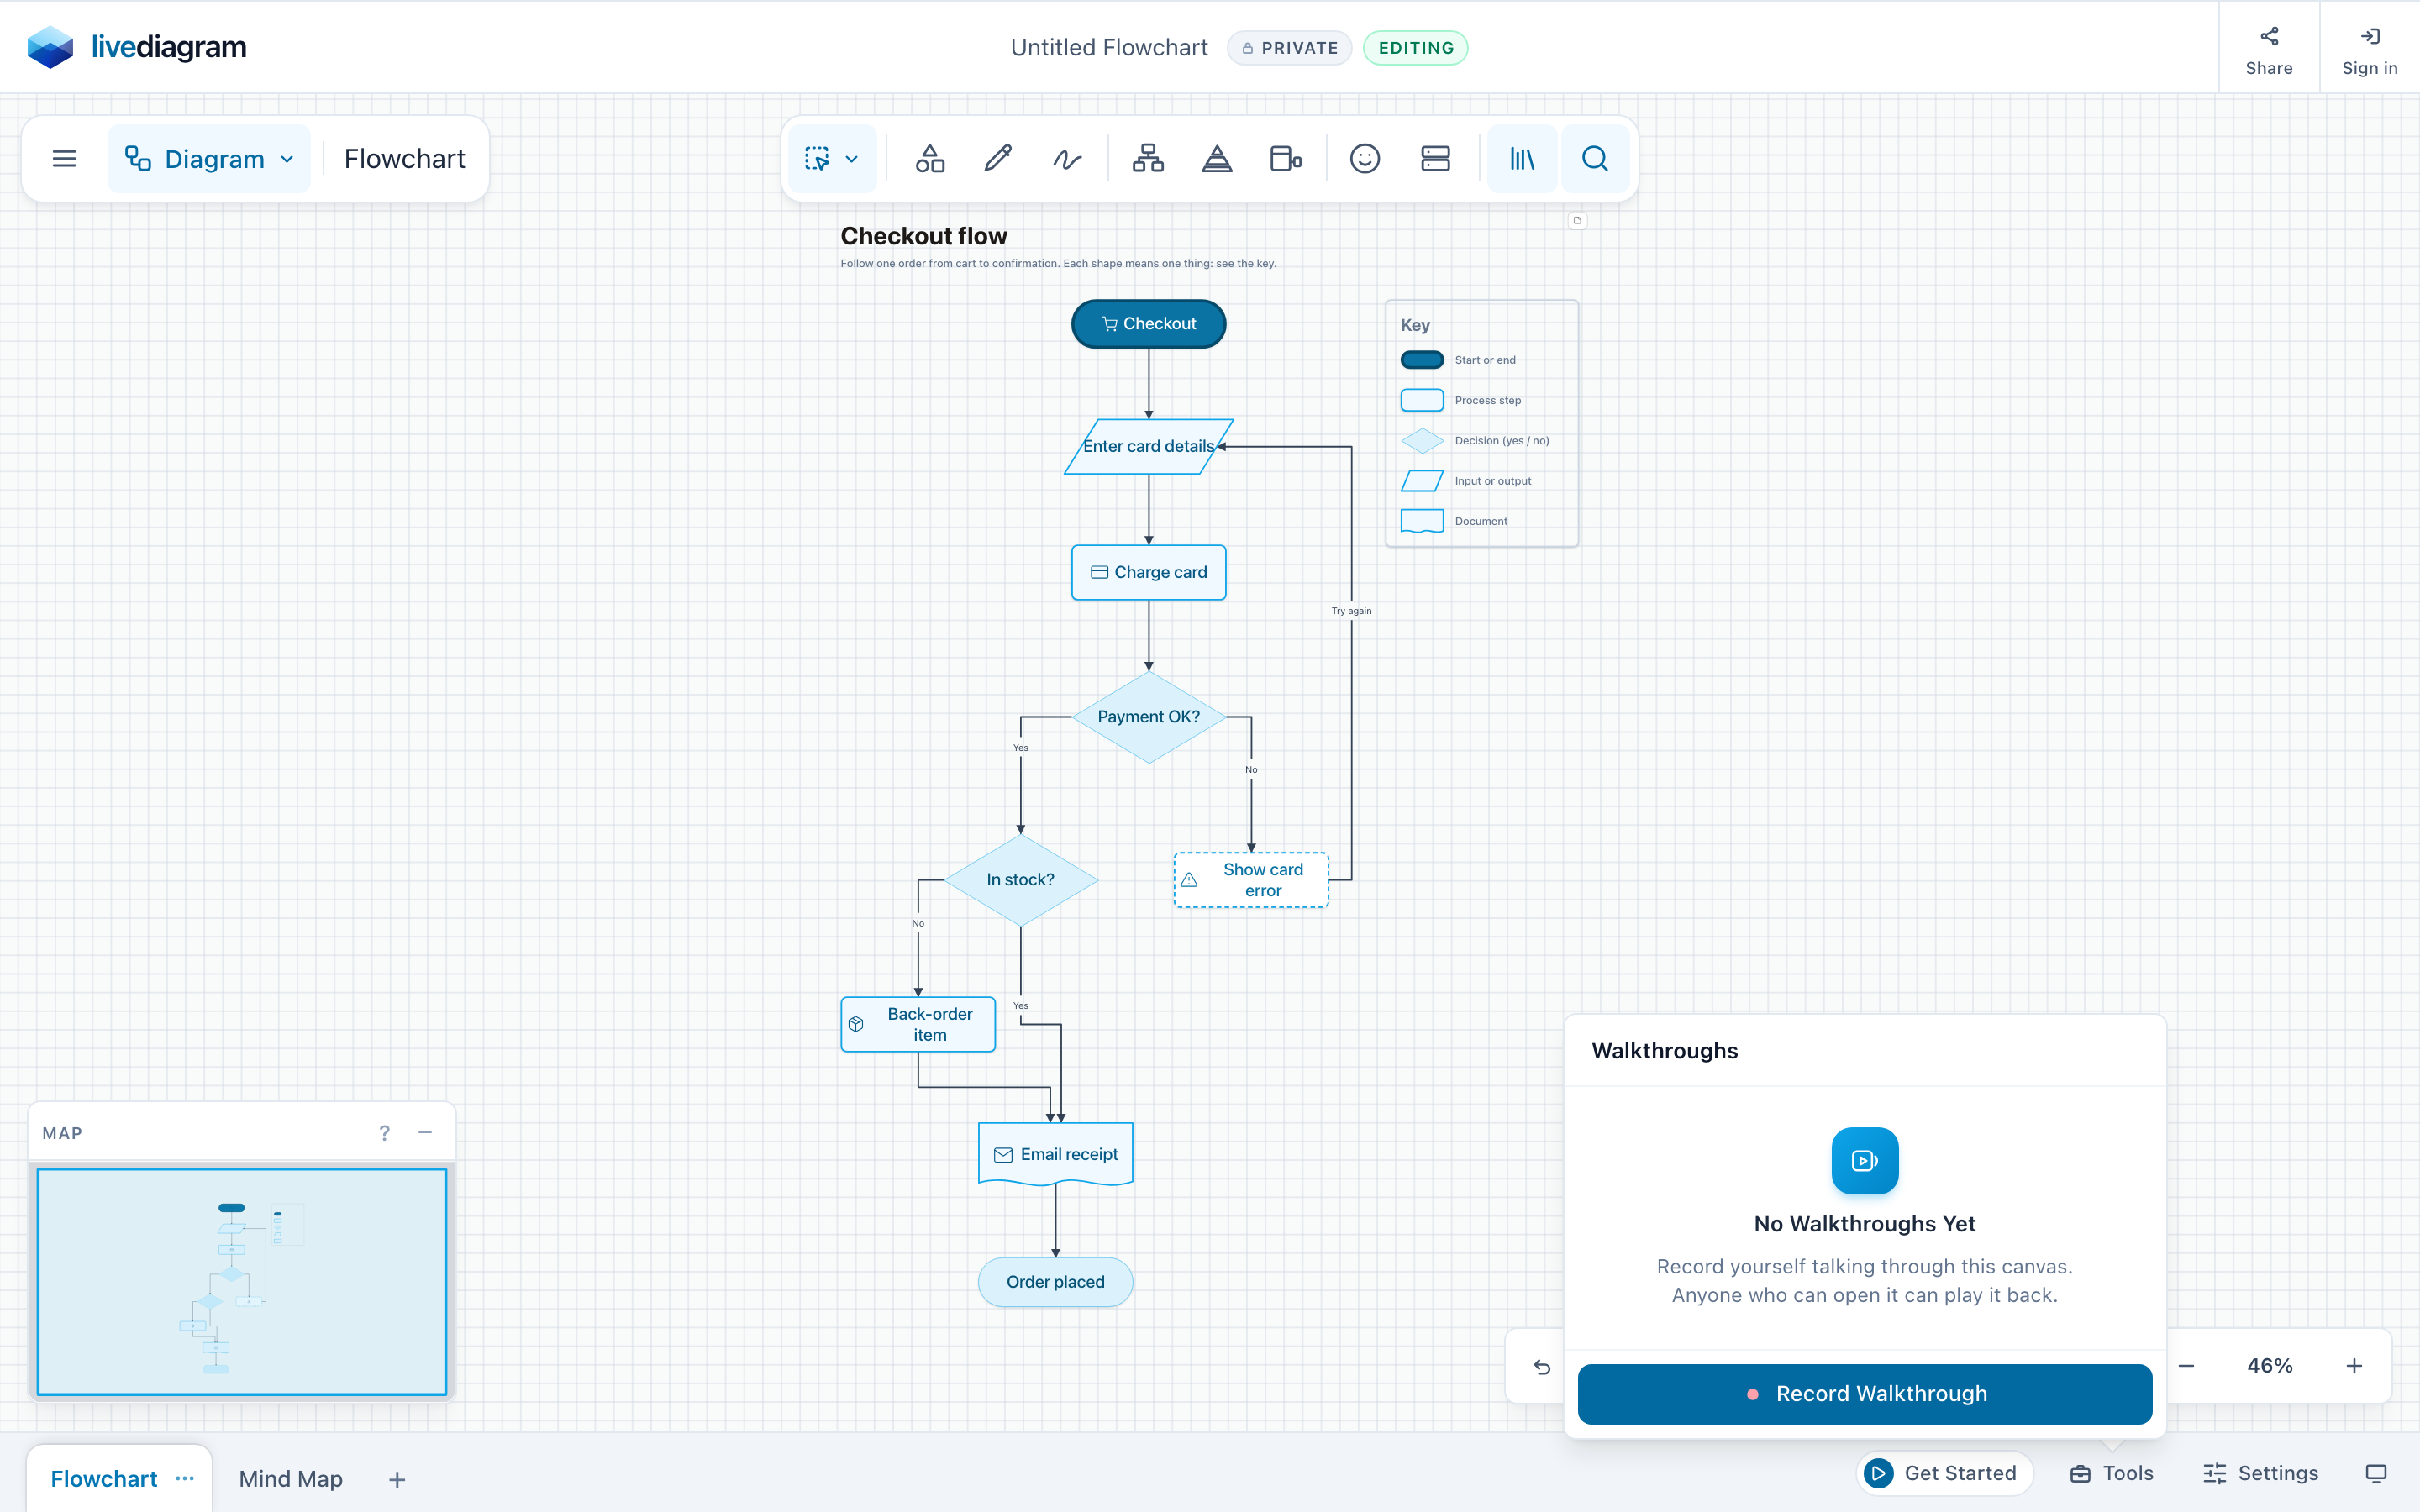 livediagram
Untitled Flowchart
PRIVATE
EDITING
Share
Sign in
Diagram
Flowchart
Checkout flow
Follow one order from cart to confirmation. Each shape means one thing: see the key.
Checkout
Key
Start or end
Process step
Decision (yes / no)
Input or output
Document
Enter card details
Charge card
Try again
Payment OK?
Yes
No
In stock?
Show card
error
No
Yes
Back-order
item
Email receipt
Order placed
MAP
?
Walkthroughs
No Walkthroughs Yet
Record yourself talking through this canvas.
Anyone who can open it can play it back.
Record Walkthrough
46%
Flowchart
Mind Map
Get Started
Tools
Settings